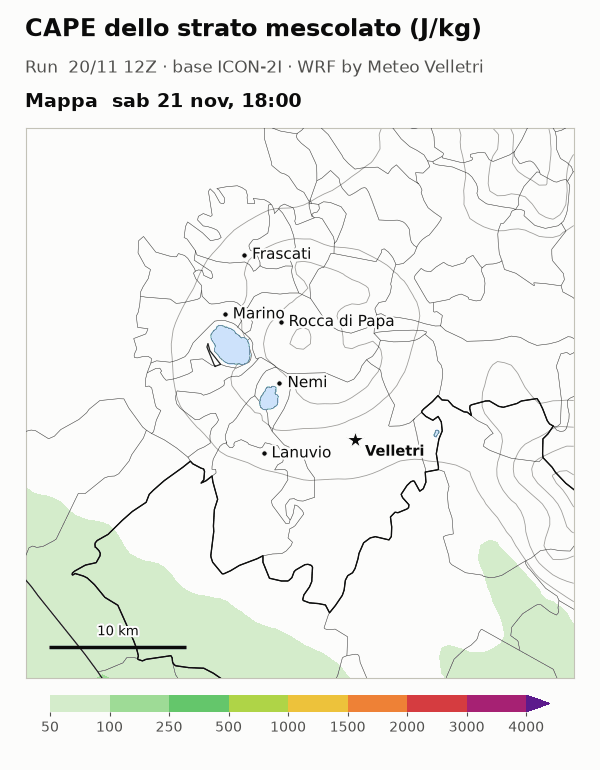 CAPE dello strato mescolato (J/kg)
Run  20/11 12Z · base ICON-2I · WRF by Meteo Velletri
Mappa  sab 21 nov, 18:00
Frascati
Marino
Rocca di Papa
Nemi
Velletri
Lanuvio
10 km
50 100 250 500 1000 1500 2000 3000 4000